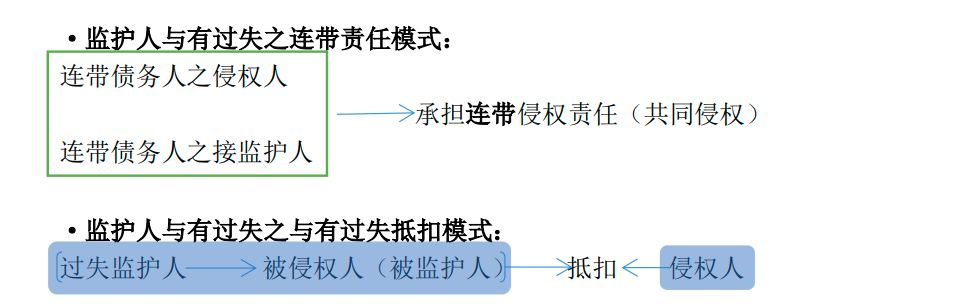 ·监护人与有过失之连带责任模式：
连带债务人之侵权人
承担连带侵权责任（共同侵权）
连带债务人之接监护人
·监护人与有过失之与有过失抵扣模式：
过失监护人 被侵权人（被监护人） 抵扣 侵权人